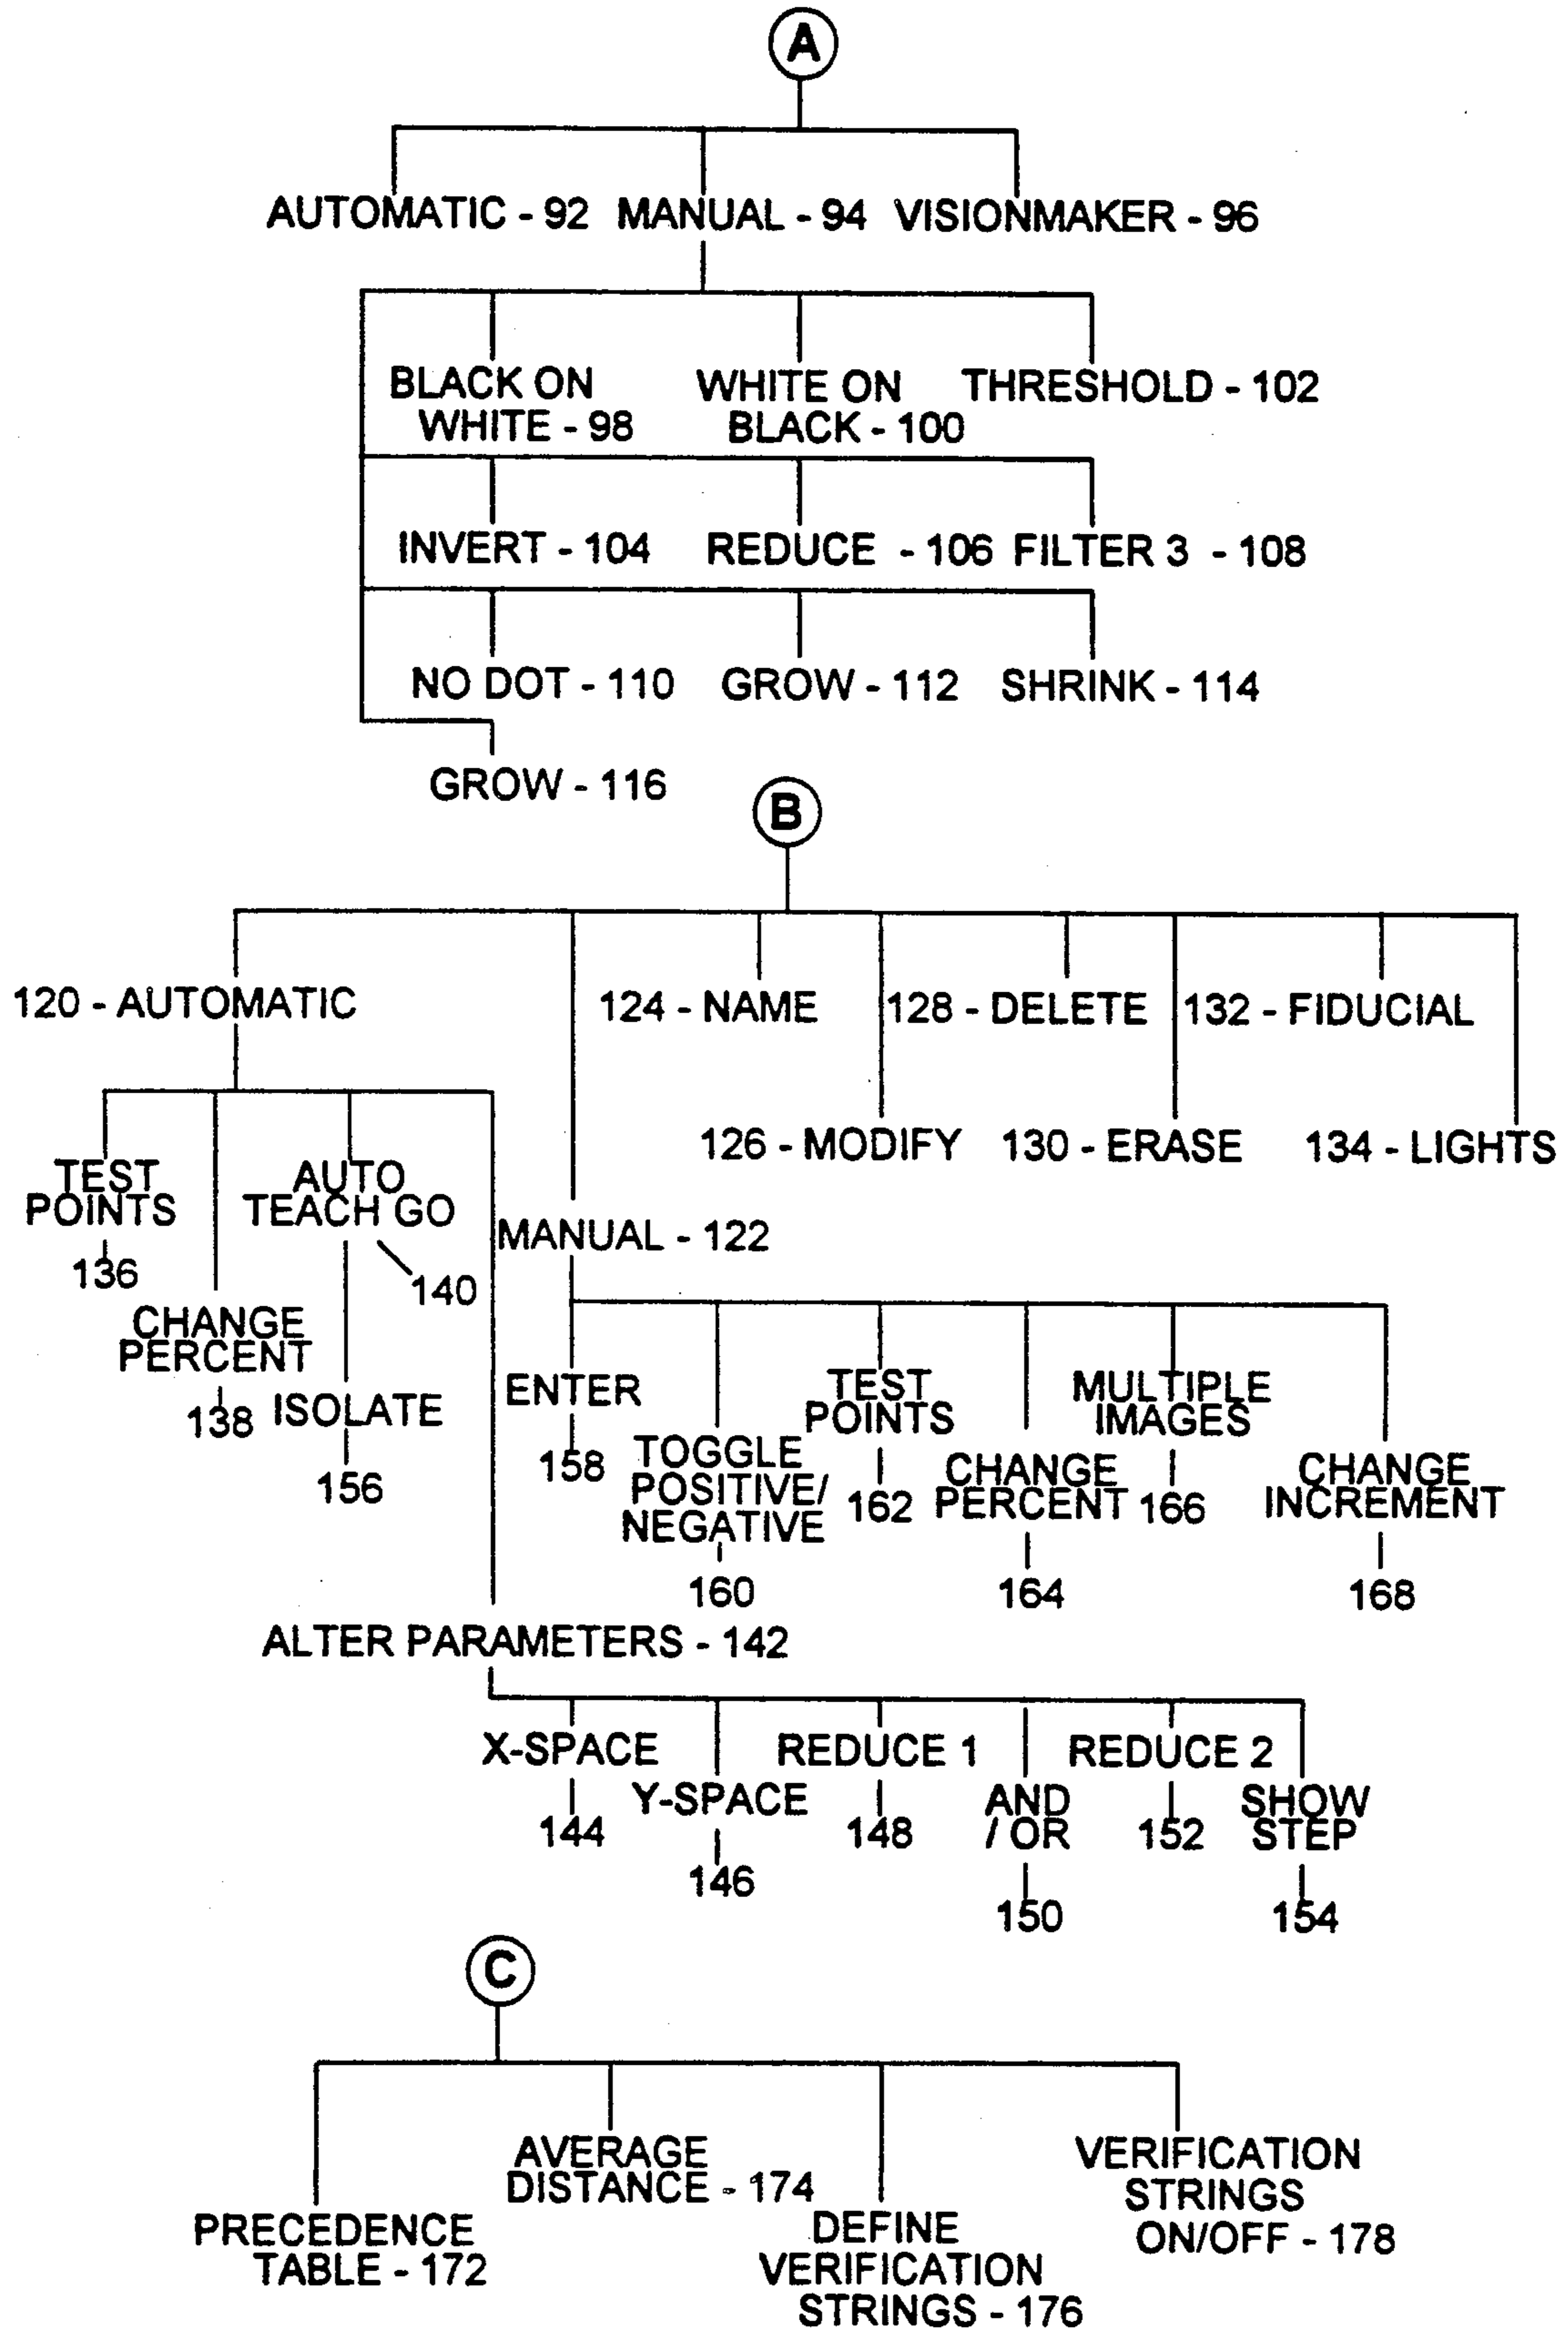 A
AUTOMATIC - 92 MANUAL - 94 VISIONMAKER - 96
BLACK ON
WHITE - 98
WHITE ON
BLACK - 100
THRESHOLD - 102
INVERT - 104 REDUCE - 106 FILTER 3 - 108
NO DOT - 110 GROW - 112 SHRINK - 114
GROW - 116
B
120 - AUTOMATIC
124 - NAME
128 - DELETE
132 - FIDUCIAL
126 - MODIFY
130 - ERASE
134 - LIGHTS
TEST
POINTS
136
CHANGE
PERCENT
138
AUTO
TEACH GO
140
ISOLATE
156
MANUAL - 122
ENTER
158
TOGGLE
POSITIVE/
NEGATIVE
160
TEST
POINTS
162
CHANGE
PERCENT
164
MULTIPLE
IMAGES
166
CHANGE
INCREMENT
168
ALTER PARAMETERS - 142
X-SPACE
144
Y-SPACE
146
REDUCE 1
148
AND
/ OR
150
REDUCE 2
152
SHOW
STEP
154
C
PRECEDENCE
TABLE - 172
AVERAGE
DISTANCE - 174
DEFINE
VERIFICATION
STRINGS - 176
VERIFICATION
STRINGS
ON/OFF - 178